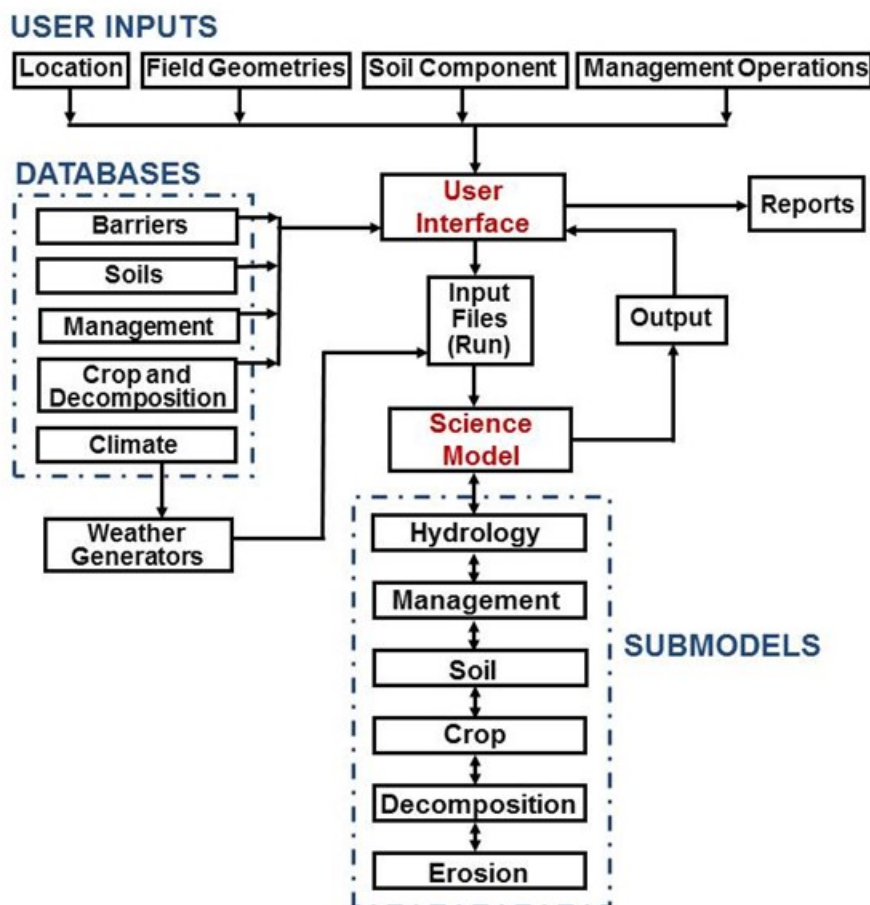 USER INPUTS
Location
Field Geometries
Soil Component
Management Operations
DATABASES
Barriers
Soils
Management
Crop and
Decomposition
Climate
Weather
Generators
User
Interface
Reports
Input
Files
(Run)
Output
Science
Model
Hydrology
Management
Soil
Crop
Decomposition
Erosion
SUBMODELS